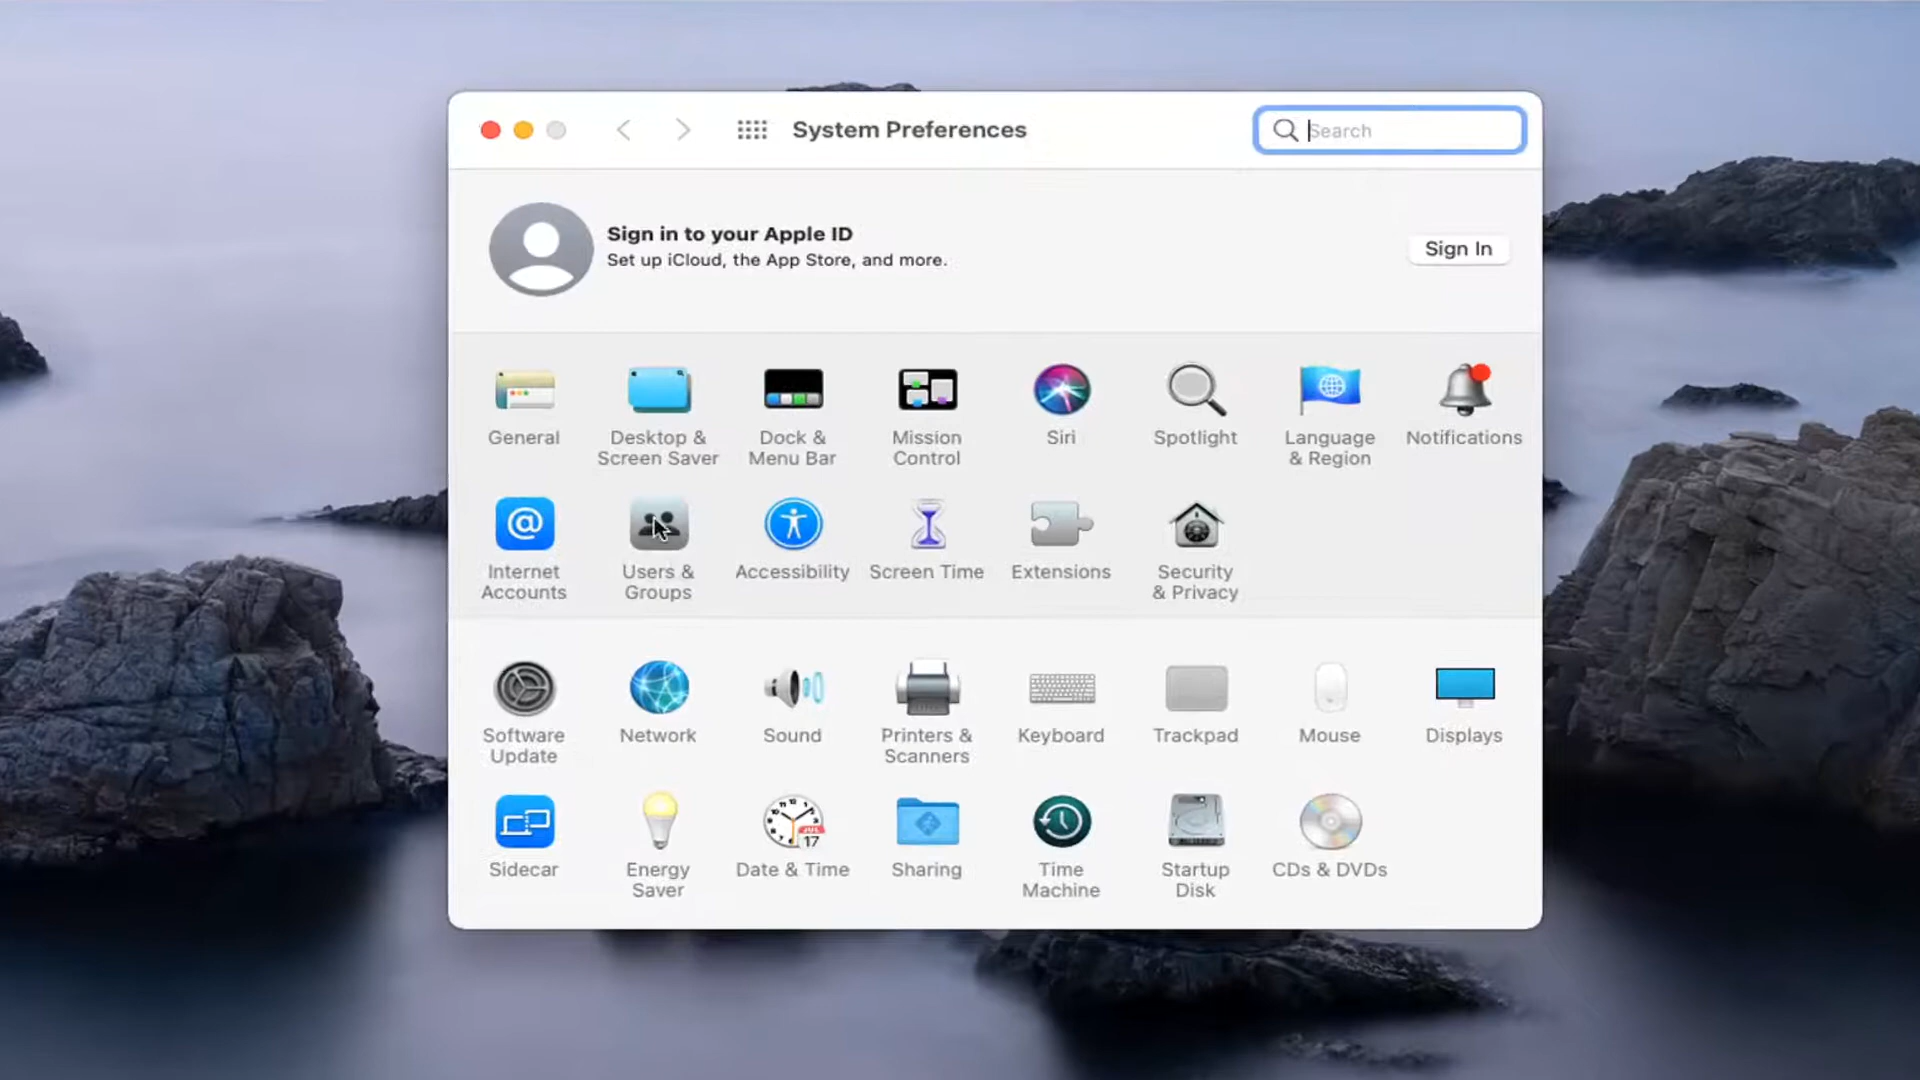 System Preferences
Search
Sign in to your Apple ID
Set up iCloud, the App Store, and more.
Sign In
General
Desktop &
Screen Saver
Dock &
Menu Bar
Mission
Control
Siri
Spotlight
Language
& Region
Notifications
@
Internet
Accounts
Users &
Groups
Accessibility
Screen Time
Extensions
Security
& Privacy
Software
Update
Network
Sound
Printers &
Scanners
Keyboard
Trackpad
Mouse
Displays
Sidecar
Energy
Saver
JUL
17
Date & Time
Sharing
Time
Machine
Startup
Disk
CDs & DVDs